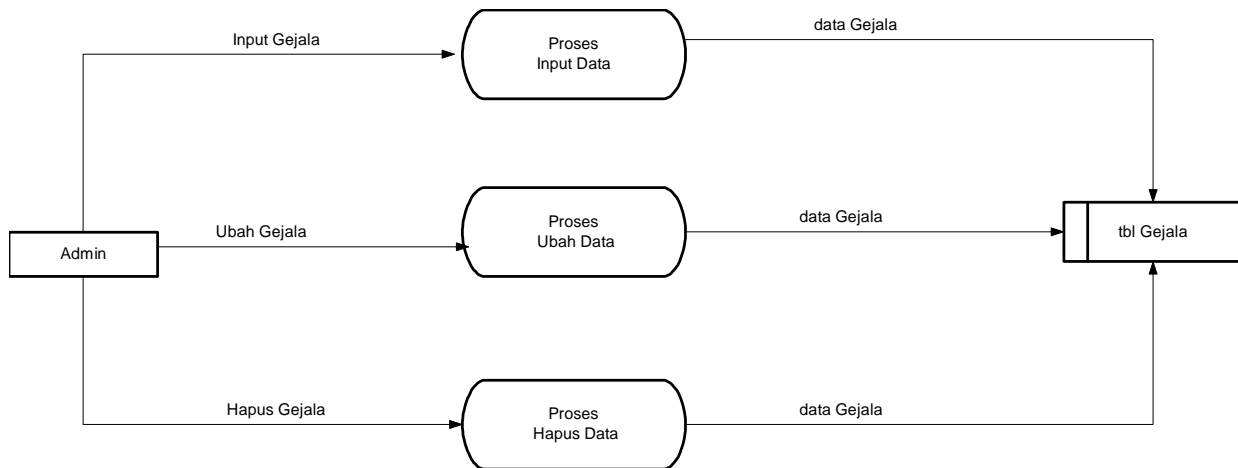 Input Gejala
Proses
Input Data
data Gejala
Admin
Ubah Gejala
Proses
Ubah Data
data Gejala
tbl Gejala
Hapus Gejala
Proses
Hapus Data
data Gejala